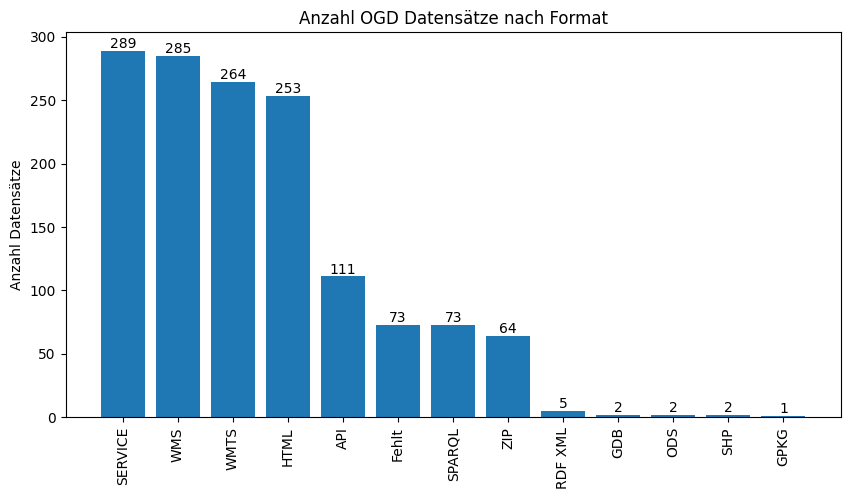 Anzahl OGD Datensätze nach Format
Anzahl Datensätze
300
250
200
150
100
50
0
289
285
264
253
111
73
73
64
5
2
2
2
1
SERVICE
WMS
WMTS
HTML
API
Fehlt
SPARQL
ZIP
RDF XML
GDB
ODS
SHP
GPKG